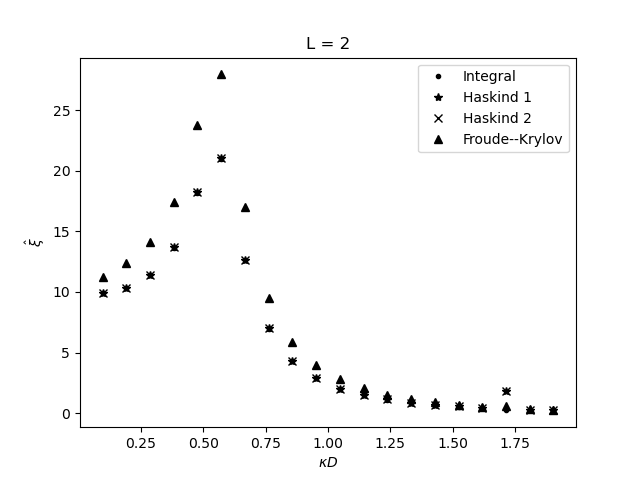 L = 2
Integral
Haskind 1
Haskind 2
Froude--Krylov
25
20
15
10
5
0
ξ̂
0.25 0.50 0.75 1.00 1.25 1.50 1.75
κD